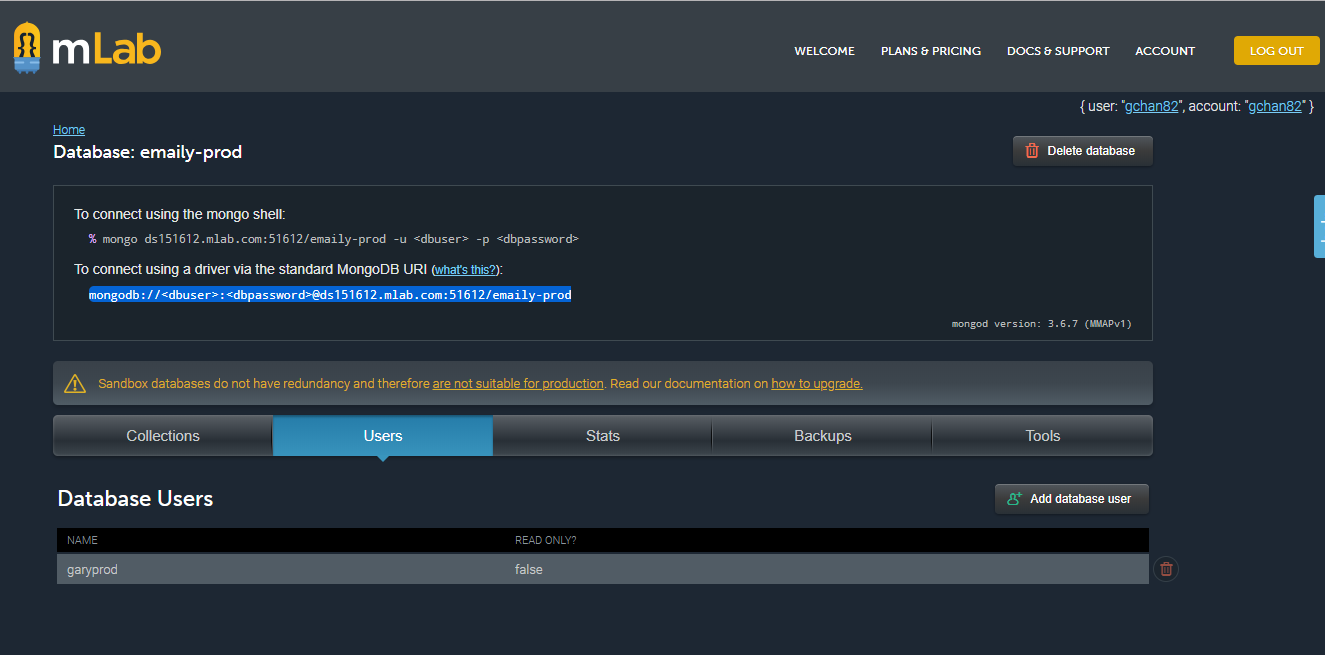 mLab
WELCOME PLANS & PRICING DOCS & SUPPORT ACCOUNT LOG OUT
{ user: "gchan82", account: "gchan82" }
Home
Database: emaily-prod
Delete database
To connect using the mongo shell:
% mongo ds151612.mlab.com:51612/emaily-prod -u <dbuser> -p <dbpassword>
To connect using a driver via the standard MongoDB URI (what's this?):
mongodb://<dbuser>:<dbpassword>@ds151612.mlab.com:51612/emaily-prod
mongod version: 3.6.7 (MMAPv1)
Sandbox databases do not have redundancy and therefore are not suitable for production. Read our documentation on how to upgrade.
Collections Users Stats Backups Tools
Database Users
Add database user
NAME READ ONLY?
garyprod false